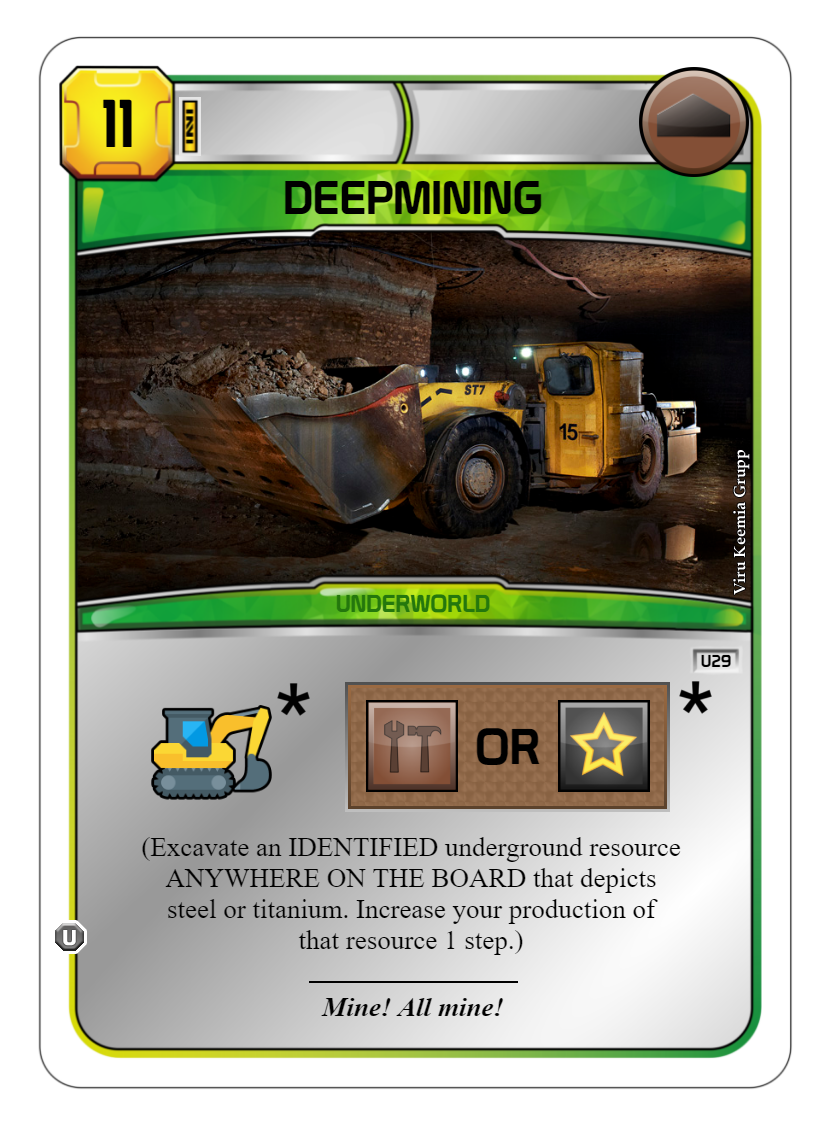 11
DEEPMINING
ST7
15
Viru Keemia Grupp
UNDERWORLD
U29
* OR *
(Excavate an IDENTIFIED underground resource
ANYWHERE ON THE BOARD that depicts
steel or titanium. Increase your production of
that resource 1 step.)
U
Mine! All mine!